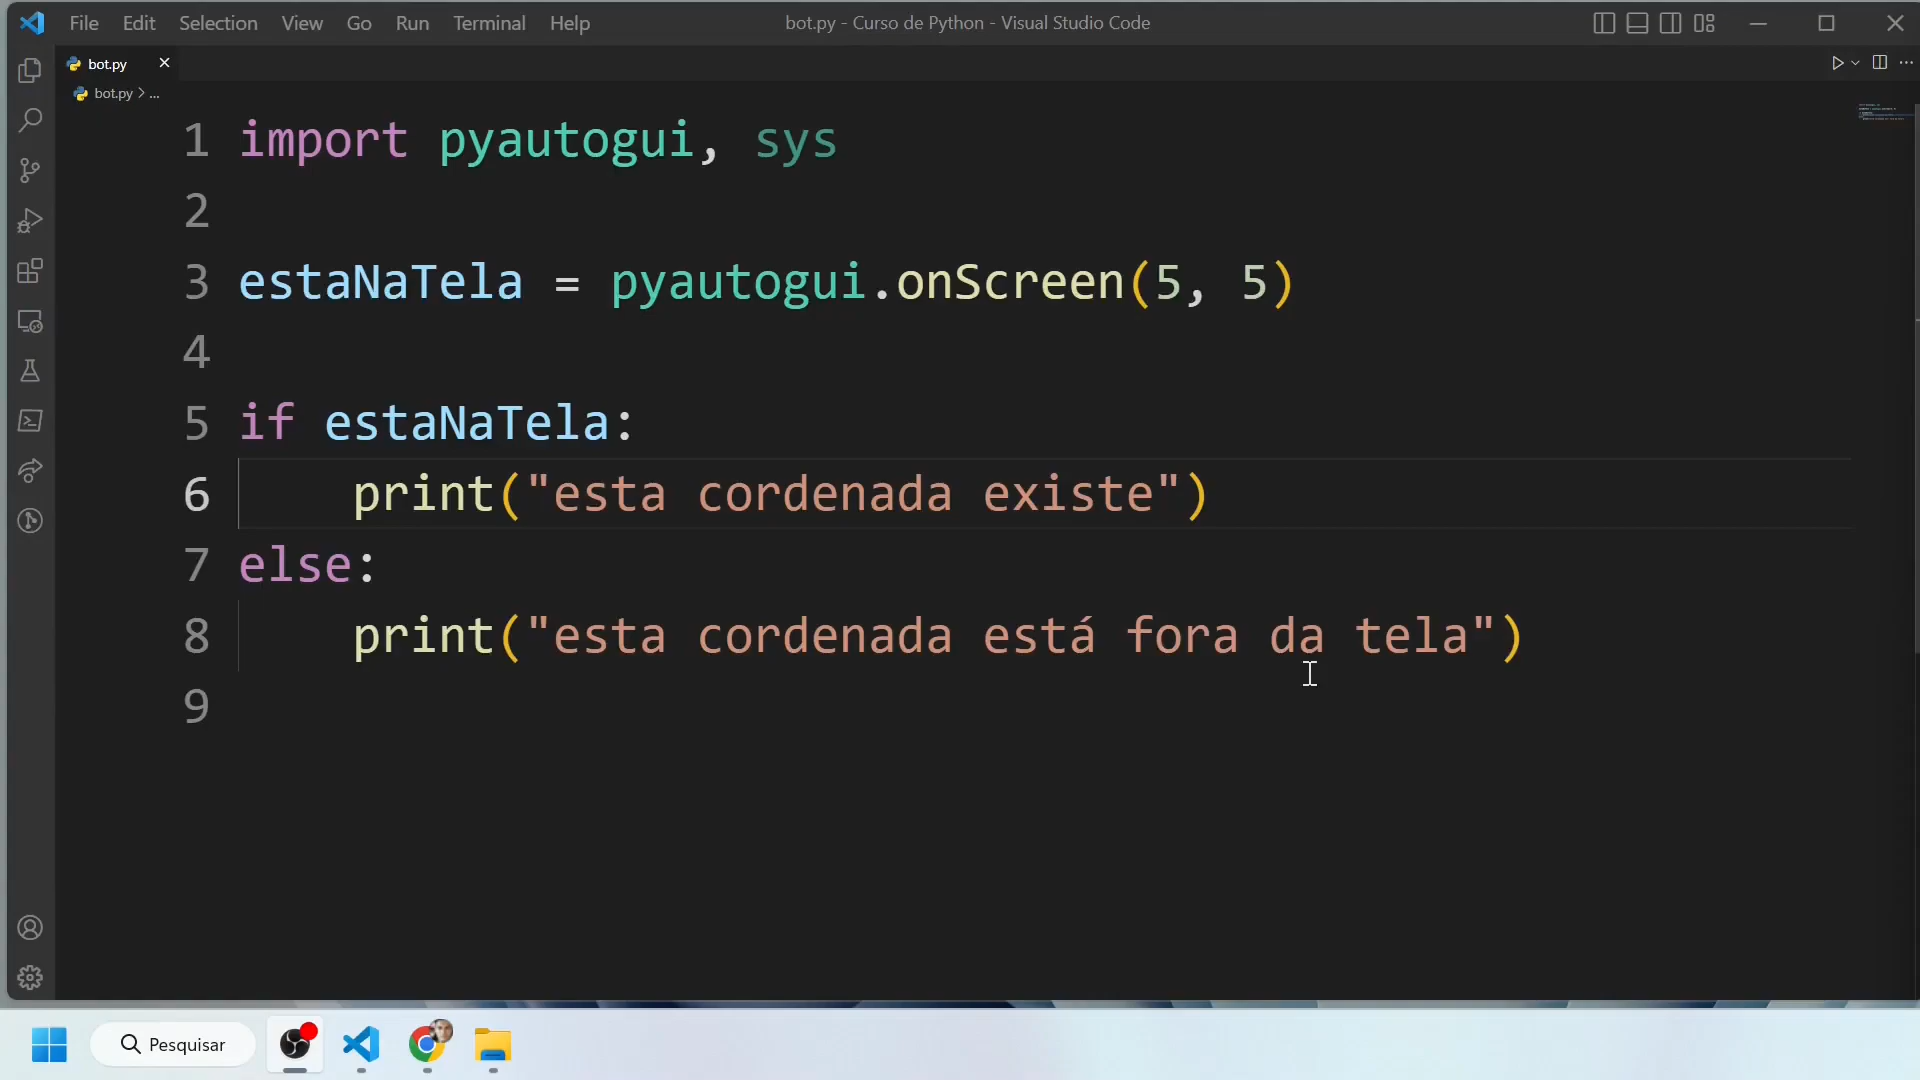 File Edit Selection View Go Run Terminal Help bot.py - Curso de Python - Visual Studio Code
bot.py
bot.py > ...
1 import pyautogui, sys
2
3 estaNaTela = pyautogui.onScreen(5, 5)
4
5 if estaNaTela:
6 print("esta cordenada existe")
7 else:
8 print("esta cordenada está fora da tela")
9
Pesquisar